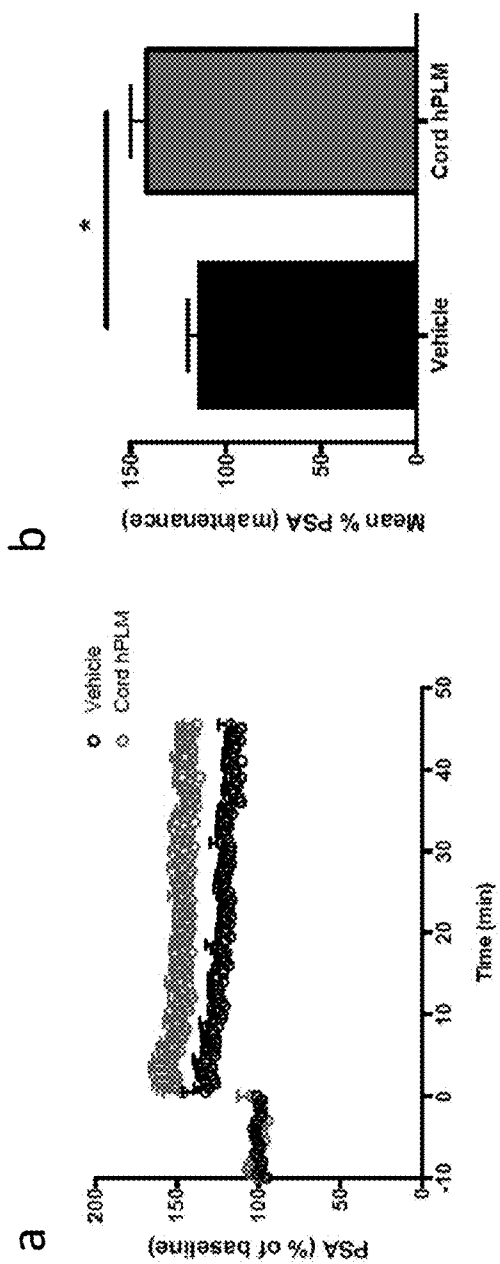 a
PSA (% of baseline)
200
150
100
50
0
-10
0
10
20
30
40
50
Time (min)
Vehicle
Cord hPLM
b
Mean % PSA (maintenance)
150
100
50
0
*
Vehicle
Cord hPLM